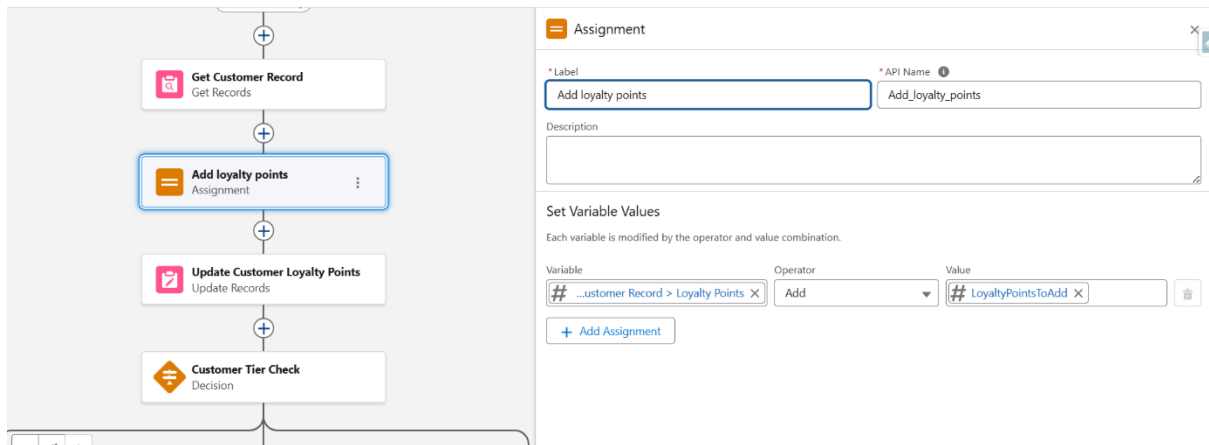 Get Customer Record
Get Records
Add loyalty points
Assignment
Update Customer Loyalty Points
Update Records
Customer Tier Check
Decision
Assignment
*Label
*API Name
Add loyalty points
Add_loyalty_points
Description
Set Variable Values
Each variable is modified by the operator and value combination.
Variable
Operator
Value
...ustomer Record > Loyalty Points
Add
LoyaltyPointsToAdd
+ Add Assignment